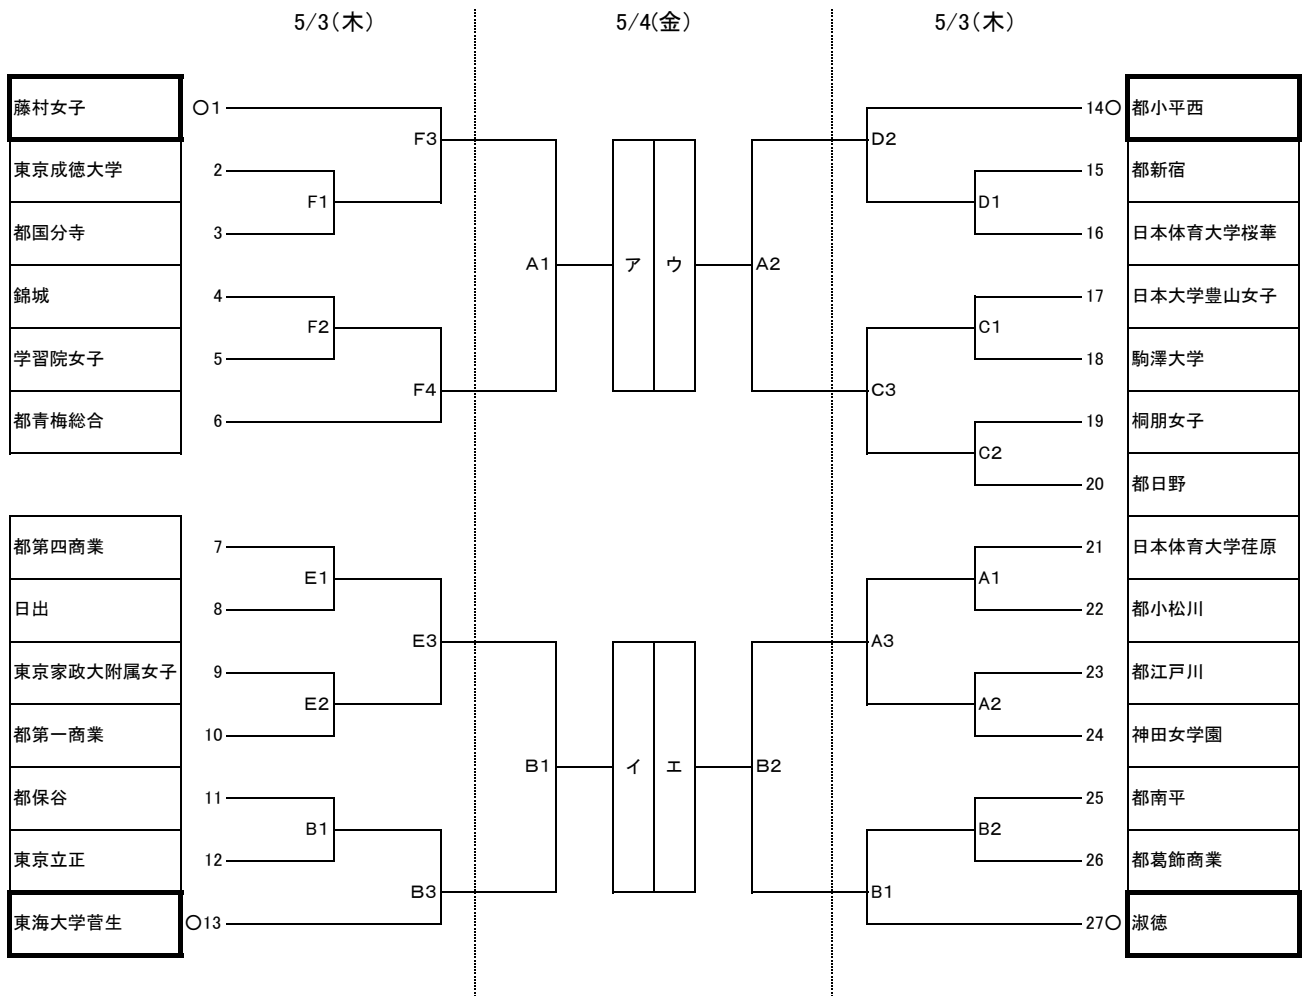 5/3(木) 5/4(金) 5/3(木)
藤村女子 ○1 14○ 都小平西
F3 D2
東京成徳大学 2 15 都新宿
F1 D1
都国分寺 3 16 日本体育大学桜華
A1 ア ウ A2
錦城 4 17 日本大学豊山女子
F2 C1
学習院女子 5 18 駒澤大学
F4 C3
都青梅総合 6 19 桐朋女子
C2
20 都日野
都第四商業 7 21 日本体育大学荏原
E1 A1
日出 8 22 都小松川
E3 A3
東京家政大附属女子 9 23 都江戸川
E2 A2
都第一商業 10 24 神田女学園
B1 イ エ B2
都保谷 11 25 都南平
B1 B2
東京立正 12 26 都葛飾商業
B3 B1
東海大学菅生 ○13 27○ 淑徳